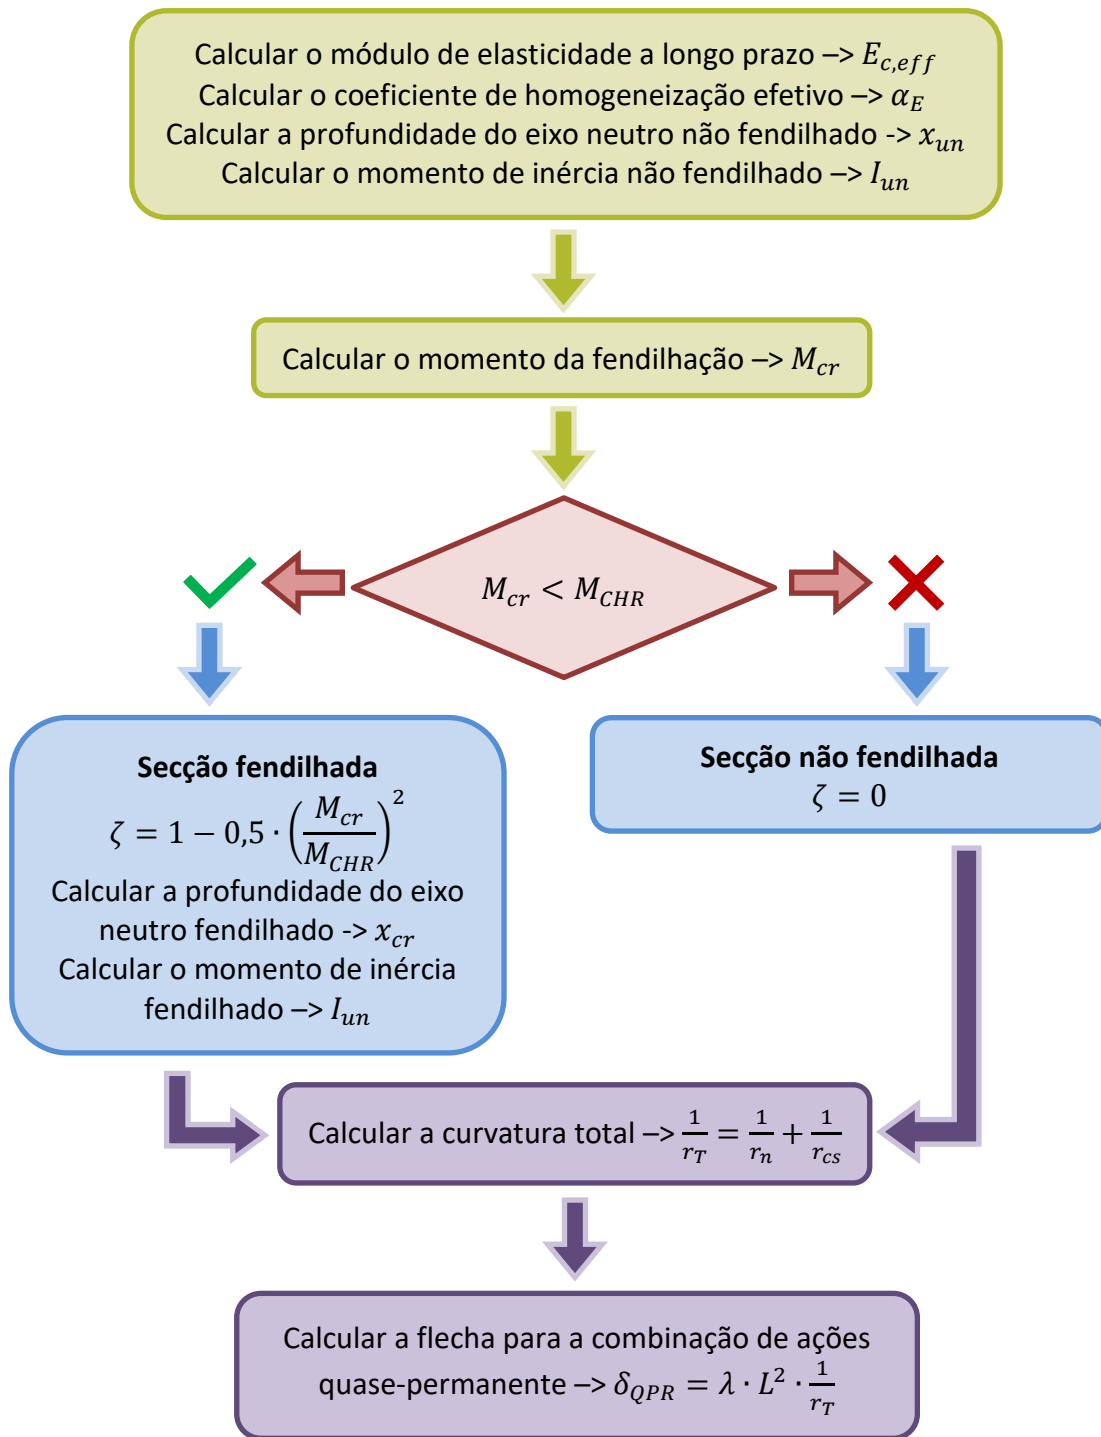 Calcular o módulo de elasticidade a longo prazo –> E_{c,eff}
Calcular o coeficiente de homogeneização efetivo –> α_E
Calcular a profundidade do eixo neutro não fendilhado -> x_{un}
Calcular o momento de inércia não fendilhado –> I_{un}
Calcular o momento da fendilhação –> M_{cr}
M_{cr} < M_{CHR}
Secção fendilhada
ζ = 1 − 0,5 · (M_{cr}/M_{CHR})^2
Calcular a profundidade do eixo
neutro fendilhado -> x_{cr}
Calcular o momento de inércia
fendilhado –> I_{un}
Secção não fendilhada
ζ = 0
Calcular a curvatura total –> 1/r_T = 1/r_n + 1/r_{cs}
Calcular a flecha para a combinação de ações
quase-permanente –> δ_{QPR} = λ · L^2 · 1/r_T